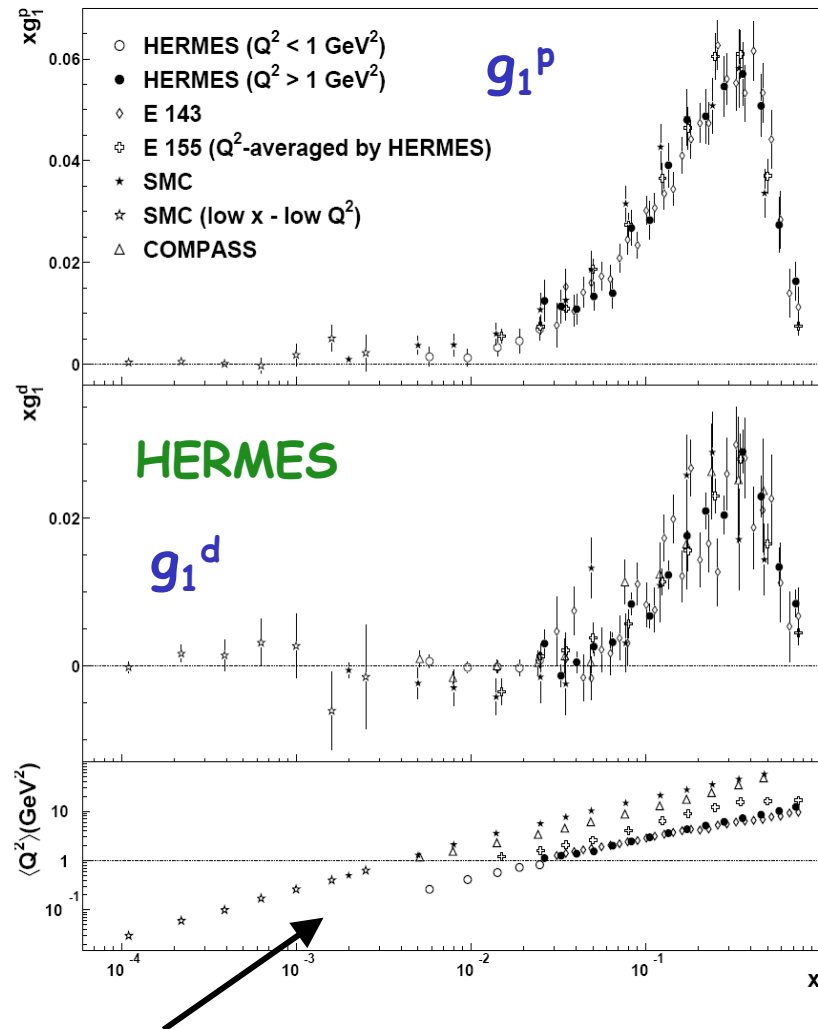 xg₁ᵖ
0.06
0.04
0.02
0
HERMES (Q² < 1 GeV²)
HERMES (Q² > 1 GeV²)
E 143
E 155 (Q²-averaged by HERMES)
SMC
SMC (low x - low Q²)
COMPASS
g₁ᵖ
xg₁ᵈ
0.02
0
HERMES
g₁ᵈ
⟨Q²⟩(GeV²)
10
1
10⁻¹
10⁻⁴ 10⁻³ 10⁻² 10⁻¹ x